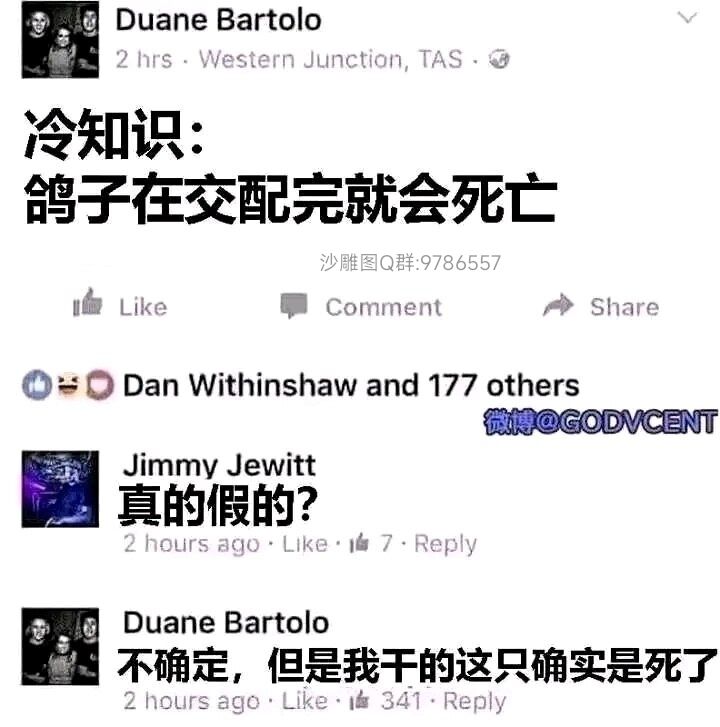 Duane Bartolo
2 hrs · Western Junction, TAS ·
冷知识：
鸽子在交配完就会死亡
沙雕图Q群:9786557
Like Comment Share
Dan Withinshaw and 177 others
微博@GODVCENT
Jimmy Jewitt
真的假的？
2 hours ago · Like · 7 · Reply
Duane Bartolo
不确定，但是我干的这只确实是死了
2 hours ago · Like · 341 · Reply